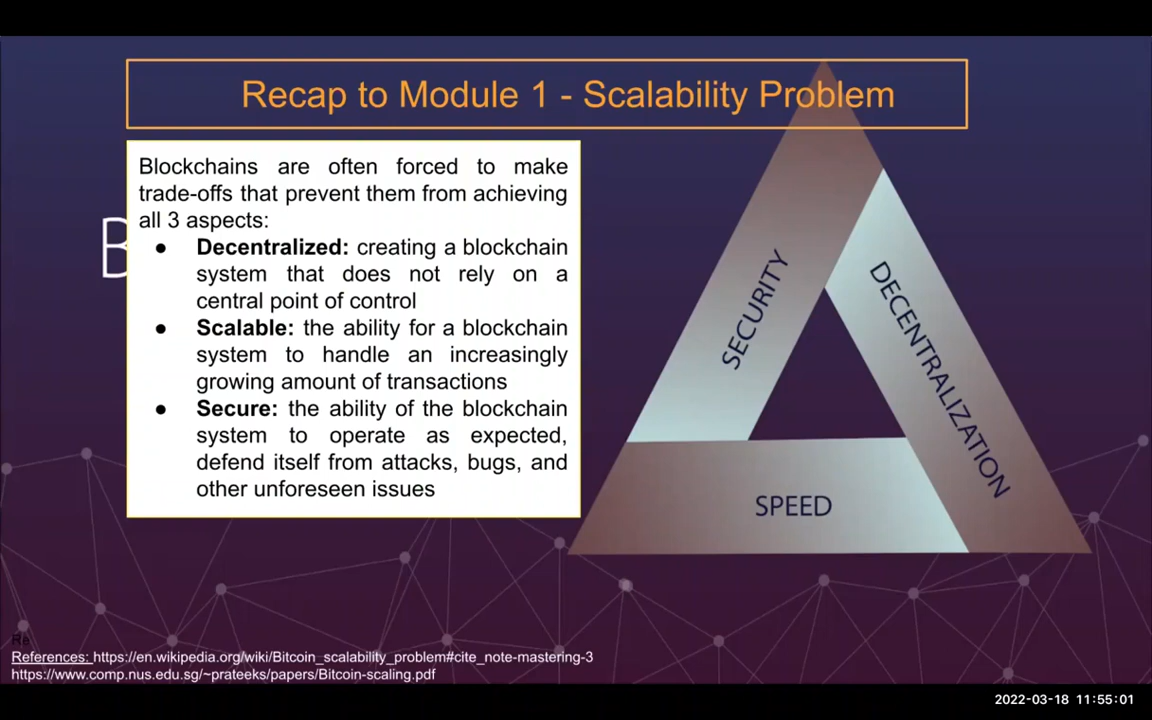 Recap to Module 1 - Scalability Problem
Blockchains are often forced to make
trade-offs that prevent them from achieving
all 3 aspects:
● Decentralized: creating a blockchain
system that does not rely on a
central point of control
● Scalable: the ability for a blockchain
system to handle an increasingly
growing amount of transactions
● Secure: the ability of the blockchain
system to operate as expected,
defend itself from attacks, bugs, and
other unforeseen issues
B
SECURITY
DECENTRALIZATION
SPEED
Re
References: https://en.wikipedia.org/wiki/Bitcoin_scalability_problem#cite_note-mastering-3
https://www.comp.nus.edu.sg/~prateeks/papers/Bitcoin-scaling.pdf
2022-03-18 11:55:01